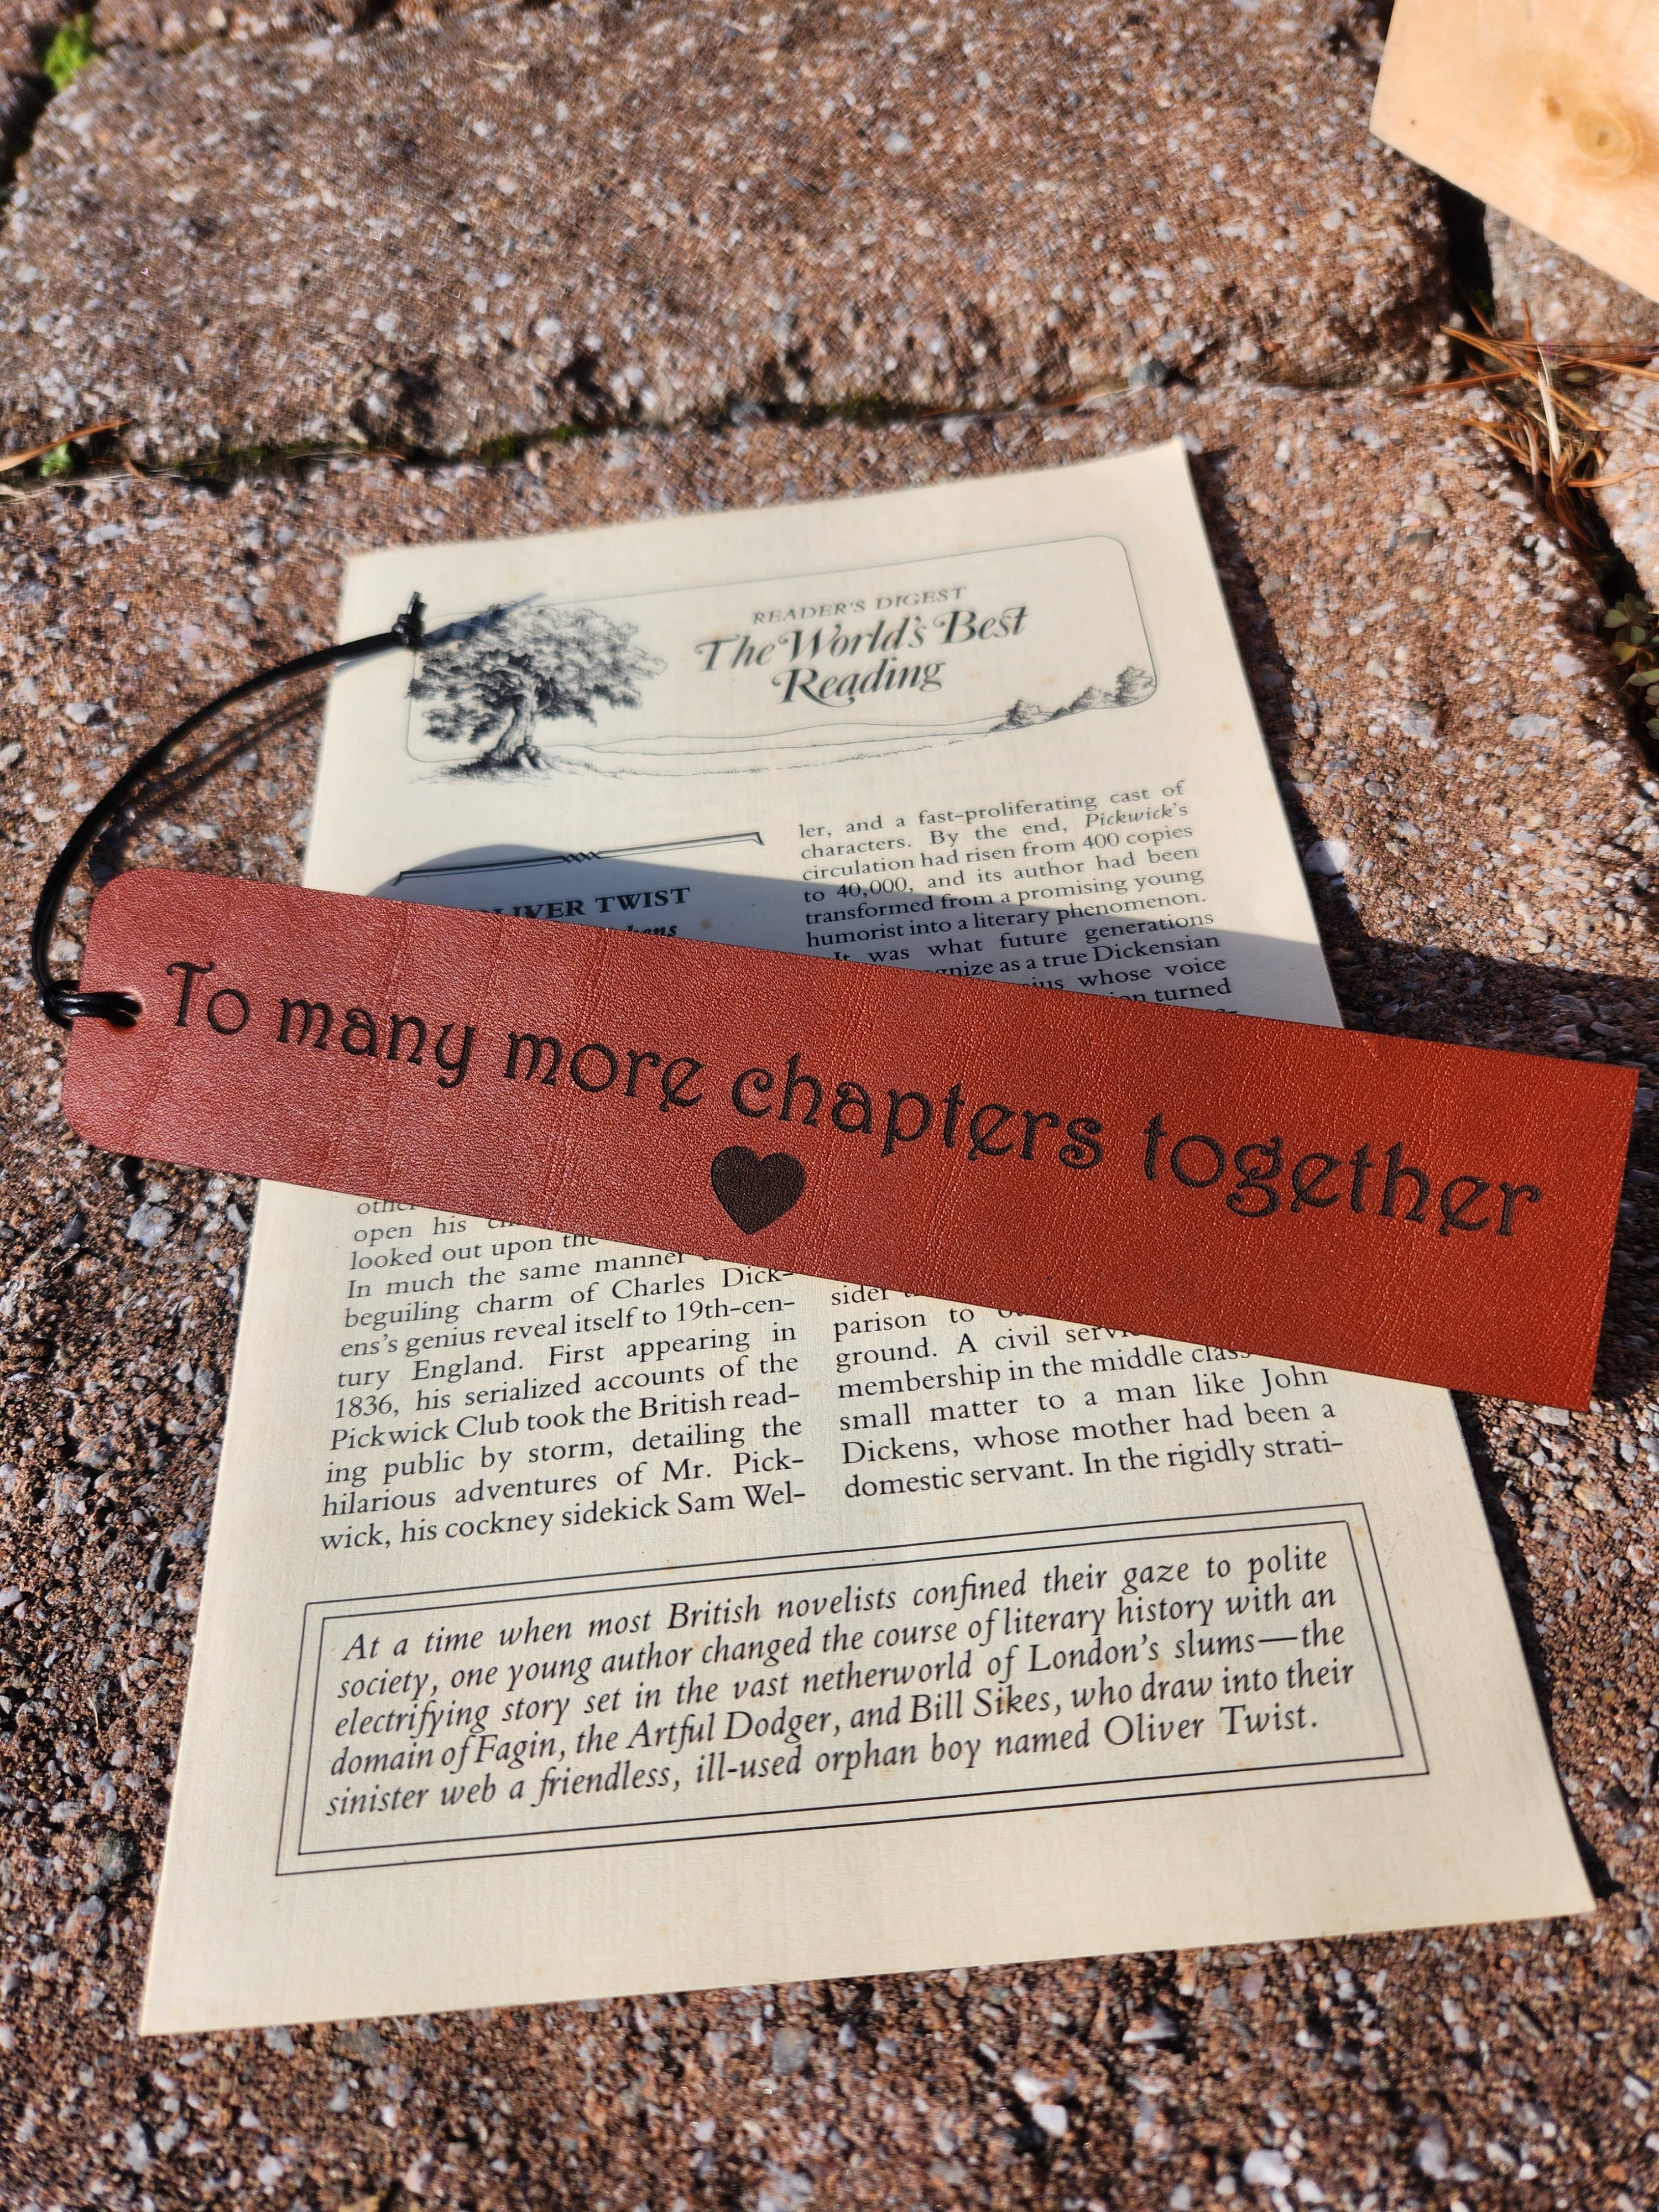 READER'S DIGEST
The World's Best
Reading
TWIST
To many more chapters together
open his
looked out upon the
In much the same manner
beguiling charm of Charles Dick-
ens's genius reveal itself to 19th-cen-
tury England. First appearing in
1836, his serialized accounts of the
Pickwick Club took the British read-
ing public by storm, detailing the
hilarious adventures of Mr. Pick-
wick, his cockney sidekick Sam Wel-
ler, and a fast-proliferating cast of
characters. By the end, Pickwick's
circulation had risen from 400 copies
to 40,000, and its author had been
transformed from a promising young
humorist into a literary phenomenon.
It was what future generations
as a true Dickensian
whose voice
turned
parison to
ground. A civil
membership in the middle class
small matter to a man like John
Dickens, whose mother had been a
domestic servant. In the rigidly strati-
At a time when most British novelists confined their gaze to polite
society, one young author changed the course of literary history with an
electrifying story set in the vast netherworld of London's slums—the
domain of Fagin, the Artful Dodger, and Bill Sikes, who draw into their
sinister web a friendless, ill-used orphan boy named Oliver Twist.